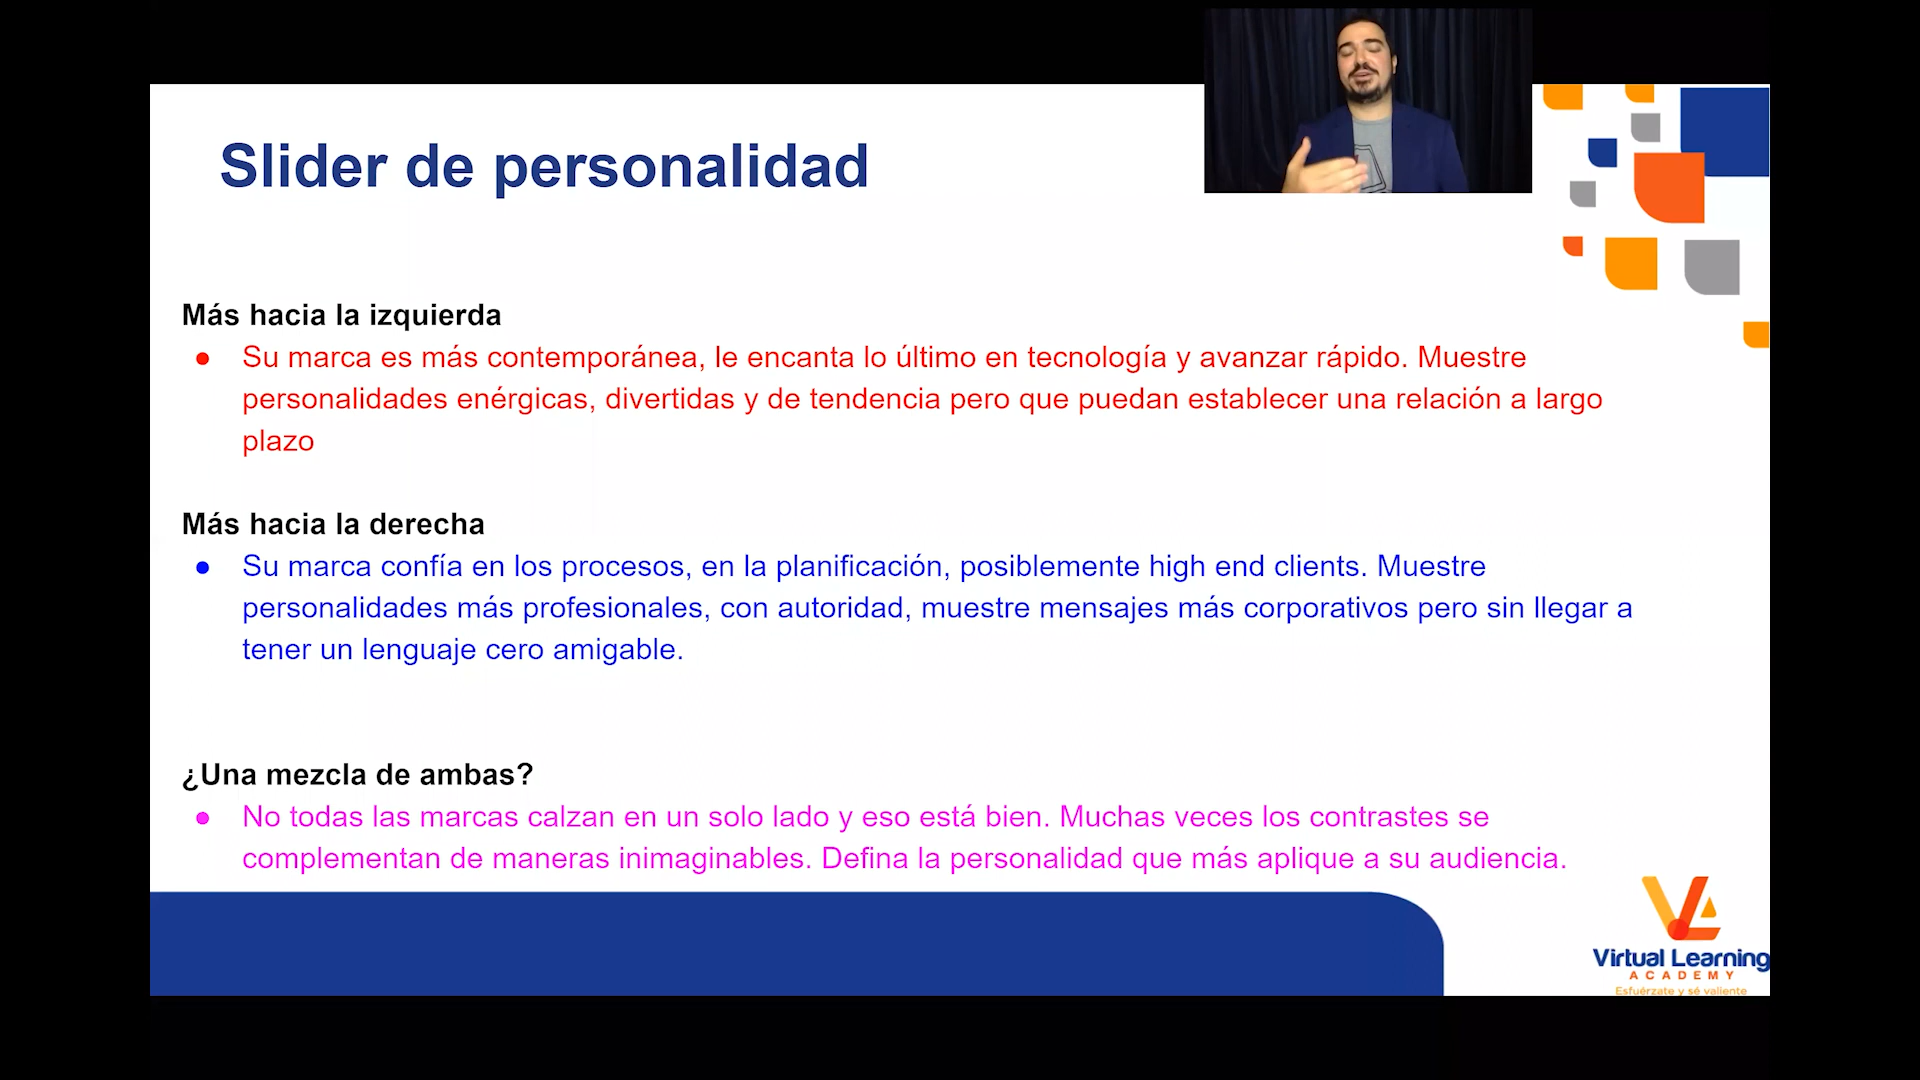 Slider de personalidad
Más hacia la izquierda
● Su marca es más contemporánea, le encanta lo último en tecnología y avanzar rápido. Muestre
personalidades enérgicas, divertidas y de tendencia pero que puedan establecer una relación a largo
plazo
Más hacia la derecha
● Su marca confía en los procesos, en la planificación, posiblemente high end clients. Muestre
personalidades más profesionales, con autoridad, muestre mensajes más corporativos pero sin llegar a
tener un lenguaje cero amigable.
¿Una mezcla de ambas?
● No todas las marcas calzan en un solo lado y eso está bien. Muchas veces los contrastes se
complementan de maneras inimaginables. Defina la personalidad que más aplique a su audiencia.
Virtual Learning
ACADEMY
Esfuérzate y sé valiente